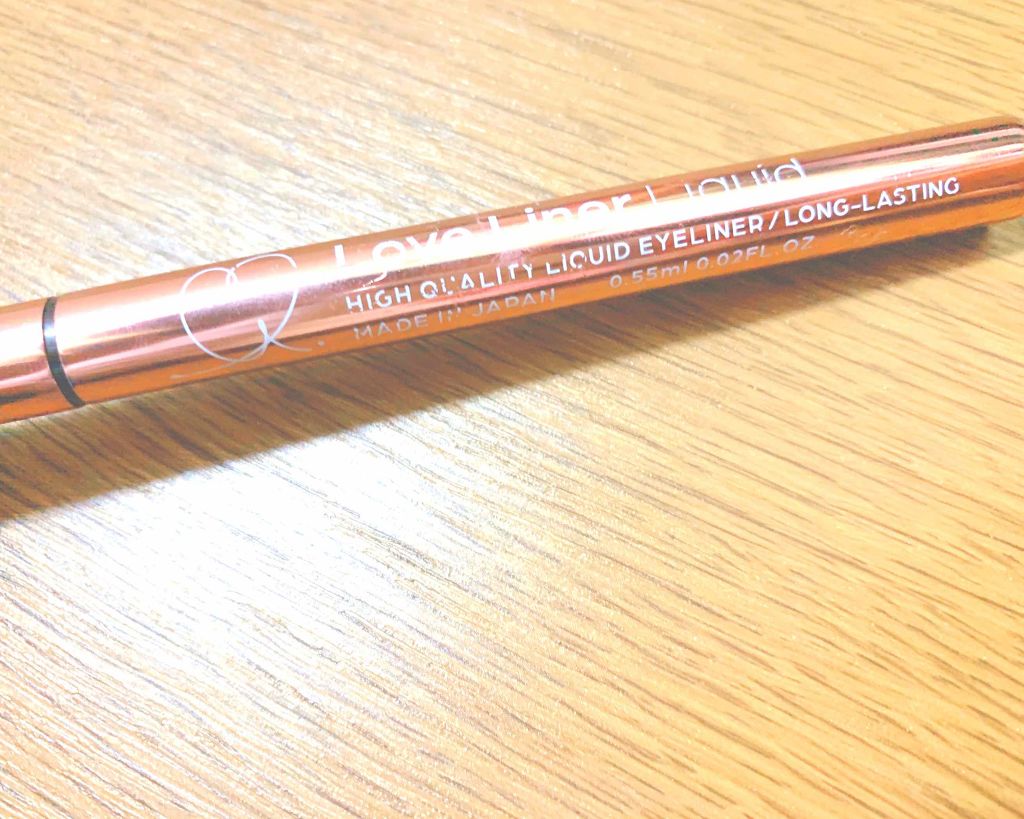 Love Liner Liquid
HIGH QUALITY LIQUID EYELINER / LONG-LASTING
MADE IN JAPAN 0.55ml 0.02FL.OZ